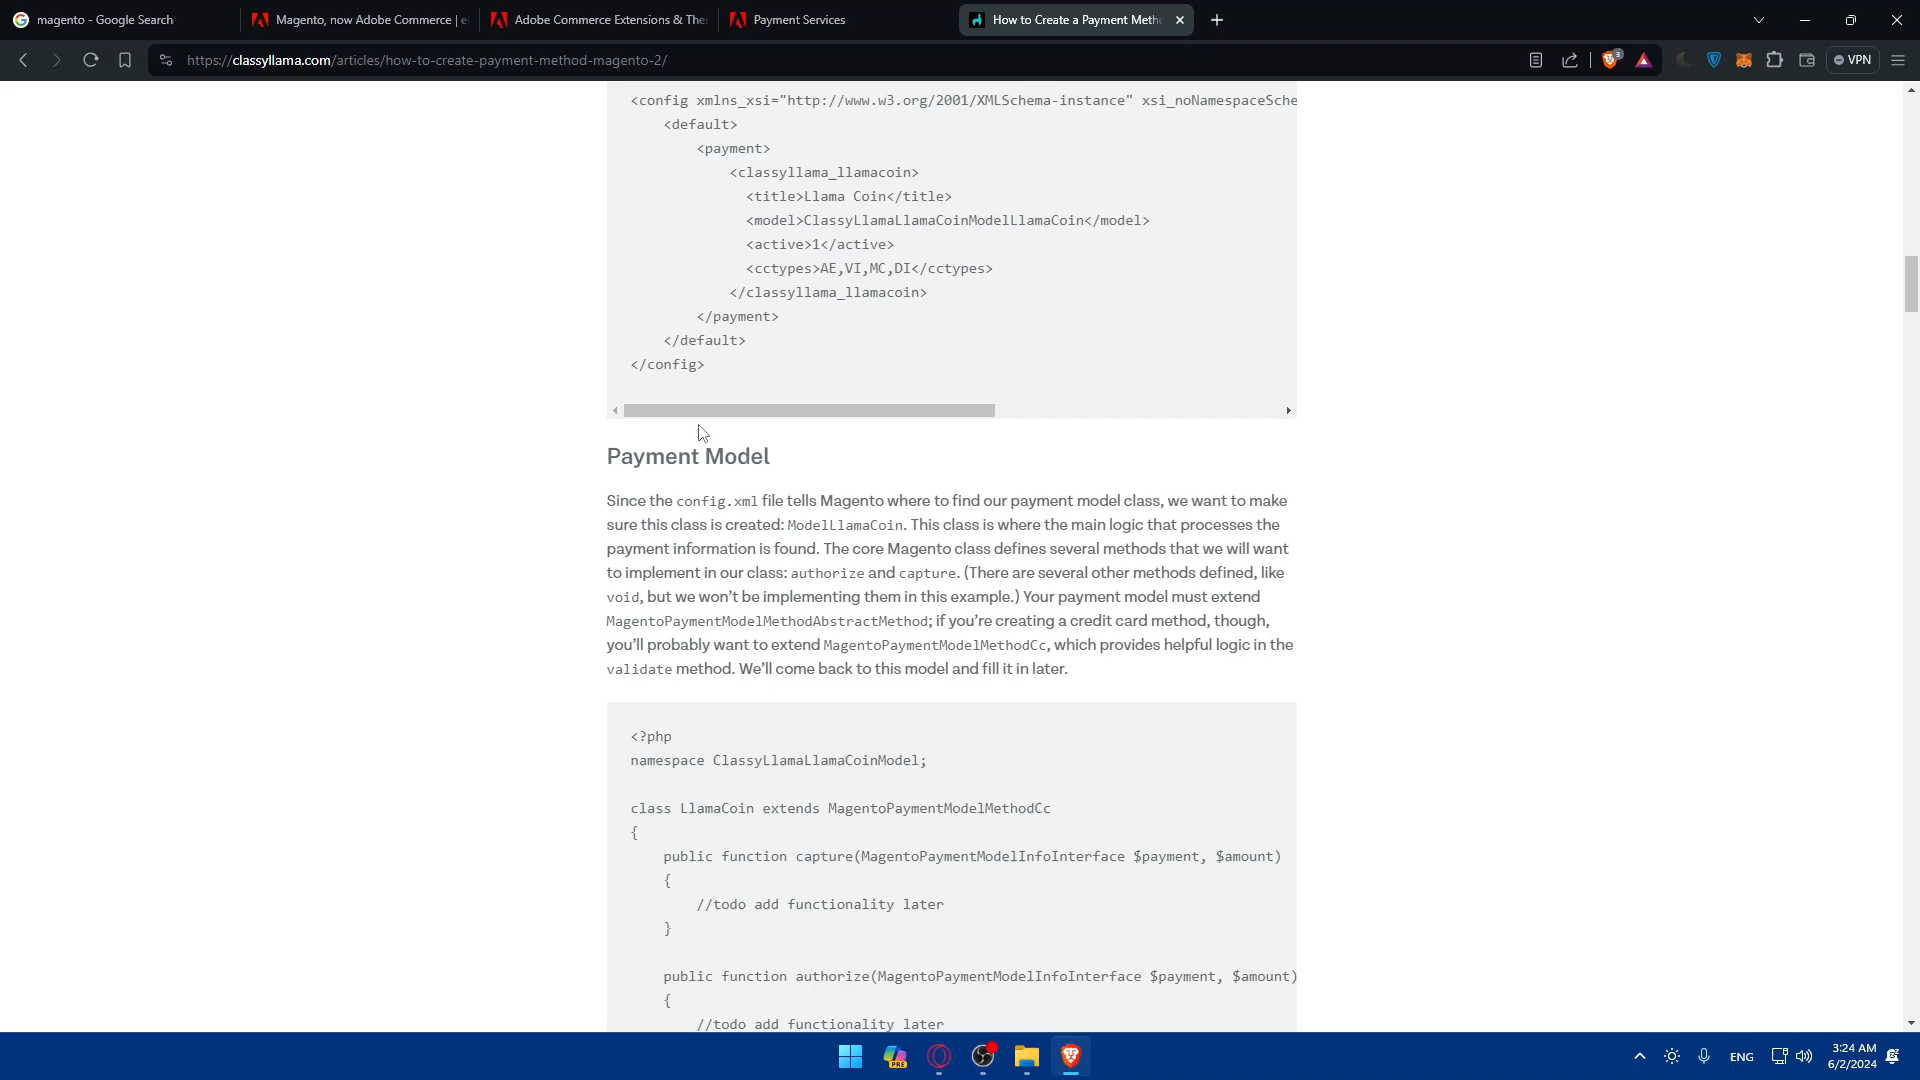 magento - Google Search
Magento, now Adobe Commerce | e
Adobe Commerce Extensions & The
Payment Services
How to Create a Payment Meth
https://classyllama.com/articles/how-to-create-payment-method-magento-2/
3
VPN
<config xmlns_xsi="http://www.w3.org/2001/XMLSchema-instance" xsi_noNamespaceSche
<default>
<payment>
<classyllama_llamacoin>
<title>Llama Coin</title>
<model>ClassyLlamaLlamaCoinModelLlamaCoin</model>
<active>1</active>
<cctypes>AE,VI,MC,DI</cctypes>
</classyllama_llamacoin>
</payment>
</default>
</config>
Payment Model
Since the config.xml file tells Magento where to find our payment model class, we want to make
sure this class is created: ModelLlamaCoin. This class is where the main logic that processes the
payment information is found. The core Magento class defines several methods that we will want
to implement in our class: authorize and capture. (There are several other methods defined, like
void, but we won’t be implementing them in this example.) Your payment model must extend
MagentoPaymentModelMethodAbstractMethod; if you’re creating a credit card method, though,
you’ll probably want to extend MagentoPaymentModelMethodCc, which provides helpful logic in the
validate method. We’ll come back to this model and fill it in later.
<?php
namespace ClassyLlamaLlamaCoinModel;
class LlamaCoin extends MagentoPaymentModelMethodCc
{
public function capture(MagentoPaymentModelInfoInterface $payment, $amount)
{
//todo add functionality later
}
public function authorize(MagentoPaymentModelInfoInterface $payment, $amount)
{
//todo add functionality later
PRE
ENG
3:24 AM
6/2/2024